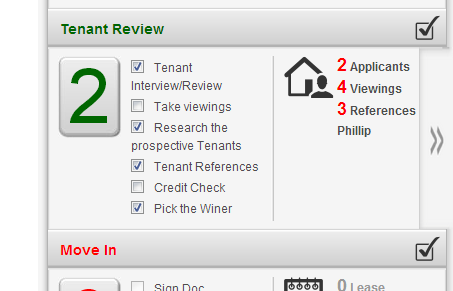 Tenant Review
2
Tenant
Interview/Review
Take viewings
Research the
prospective Tenants
Tenant References
Credit Check
Pick the Winer
2 Applicants
4 Viewings
3 References
Phillip
Move In
Sign Doc
0 Lease